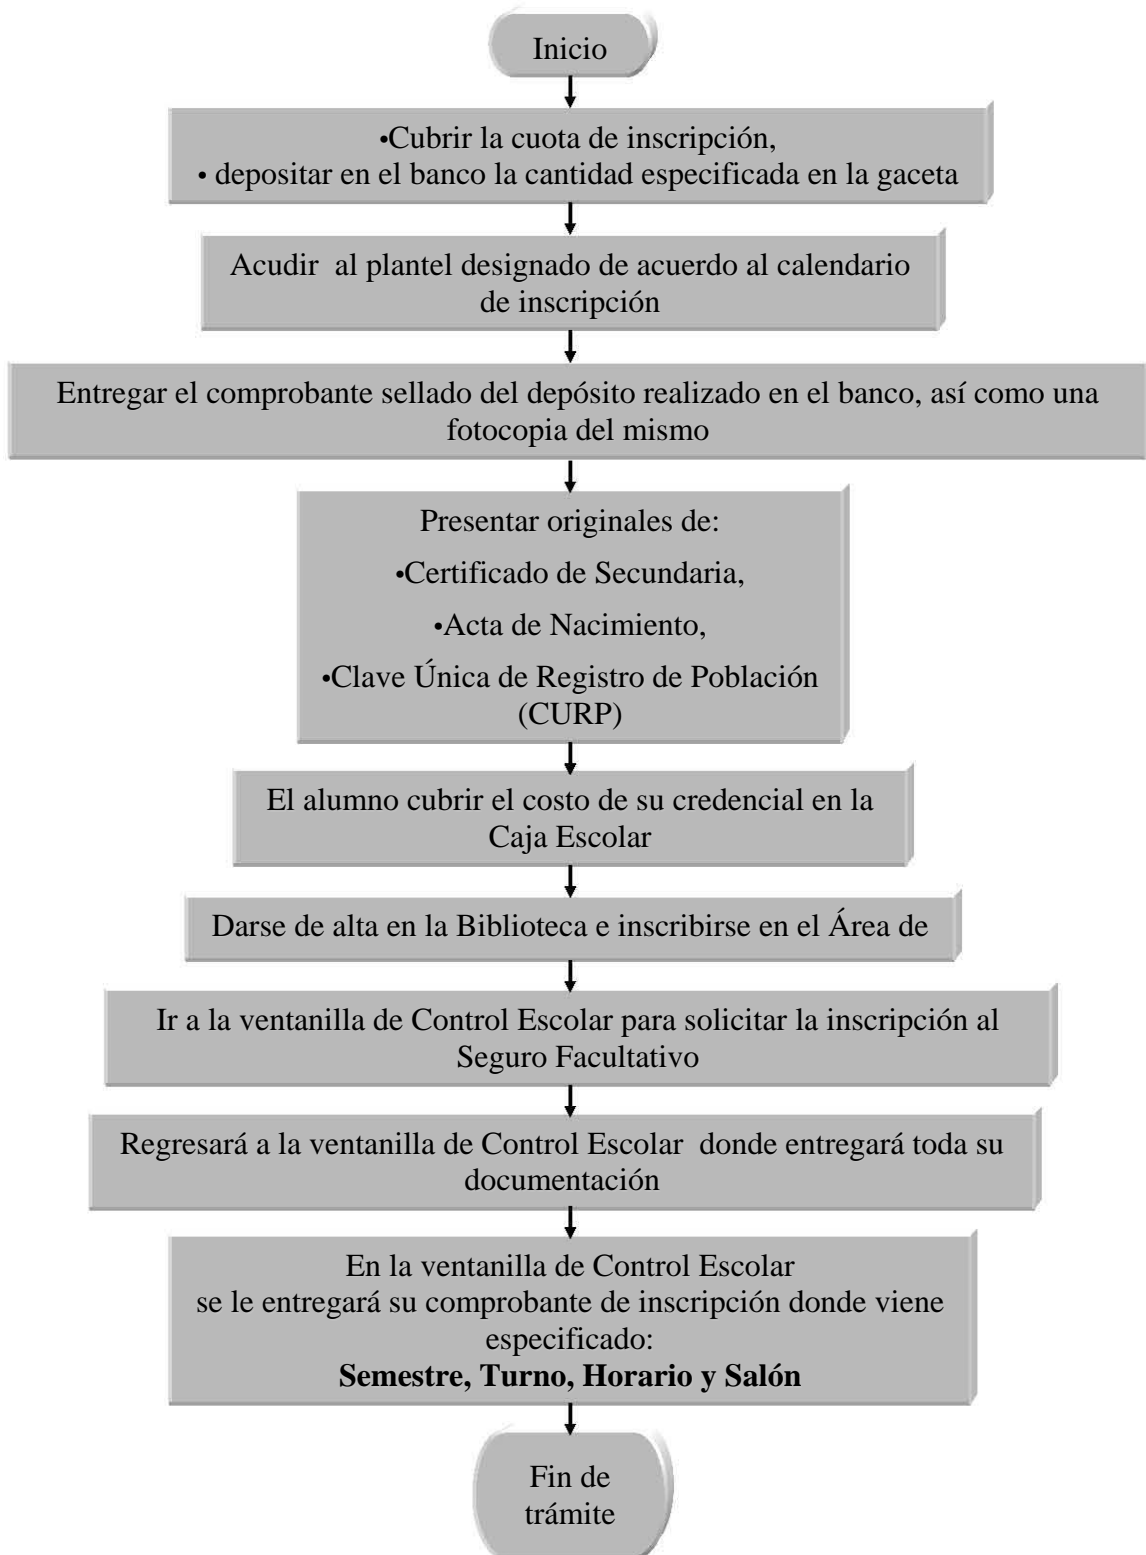 Inicio
•Cubrir la cuota de inscripción,
• depositar en el banco la cantidad especificada en la gaceta
Acudir  al plantel designado de acuerdo al calendario
de inscripción
Entregar el comprobante sellado del depósito realizado en el banco, así como una
fotocopia del mismo
Presentar originales de:
•Certificado de Secundaria,
•Acta de Nacimiento,
•Clave Única de Registro de Población
(CURP)
El alumno cubrir el costo de su credencial en la
Caja Escolar
Darse de alta en la Biblioteca e inscribirse en el Área de
Ir a la ventanilla de Control Escolar para solicitar la inscripción al
Seguro Facultativo
Regresará a la ventanilla de Control Escolar  donde entregará toda su
documentación
En la ventanilla de Control Escolar
se le entregará su comprobante de inscripción donde viene
especificado:
Semestre, Turno, Horario y Salón
Fin de
trámite